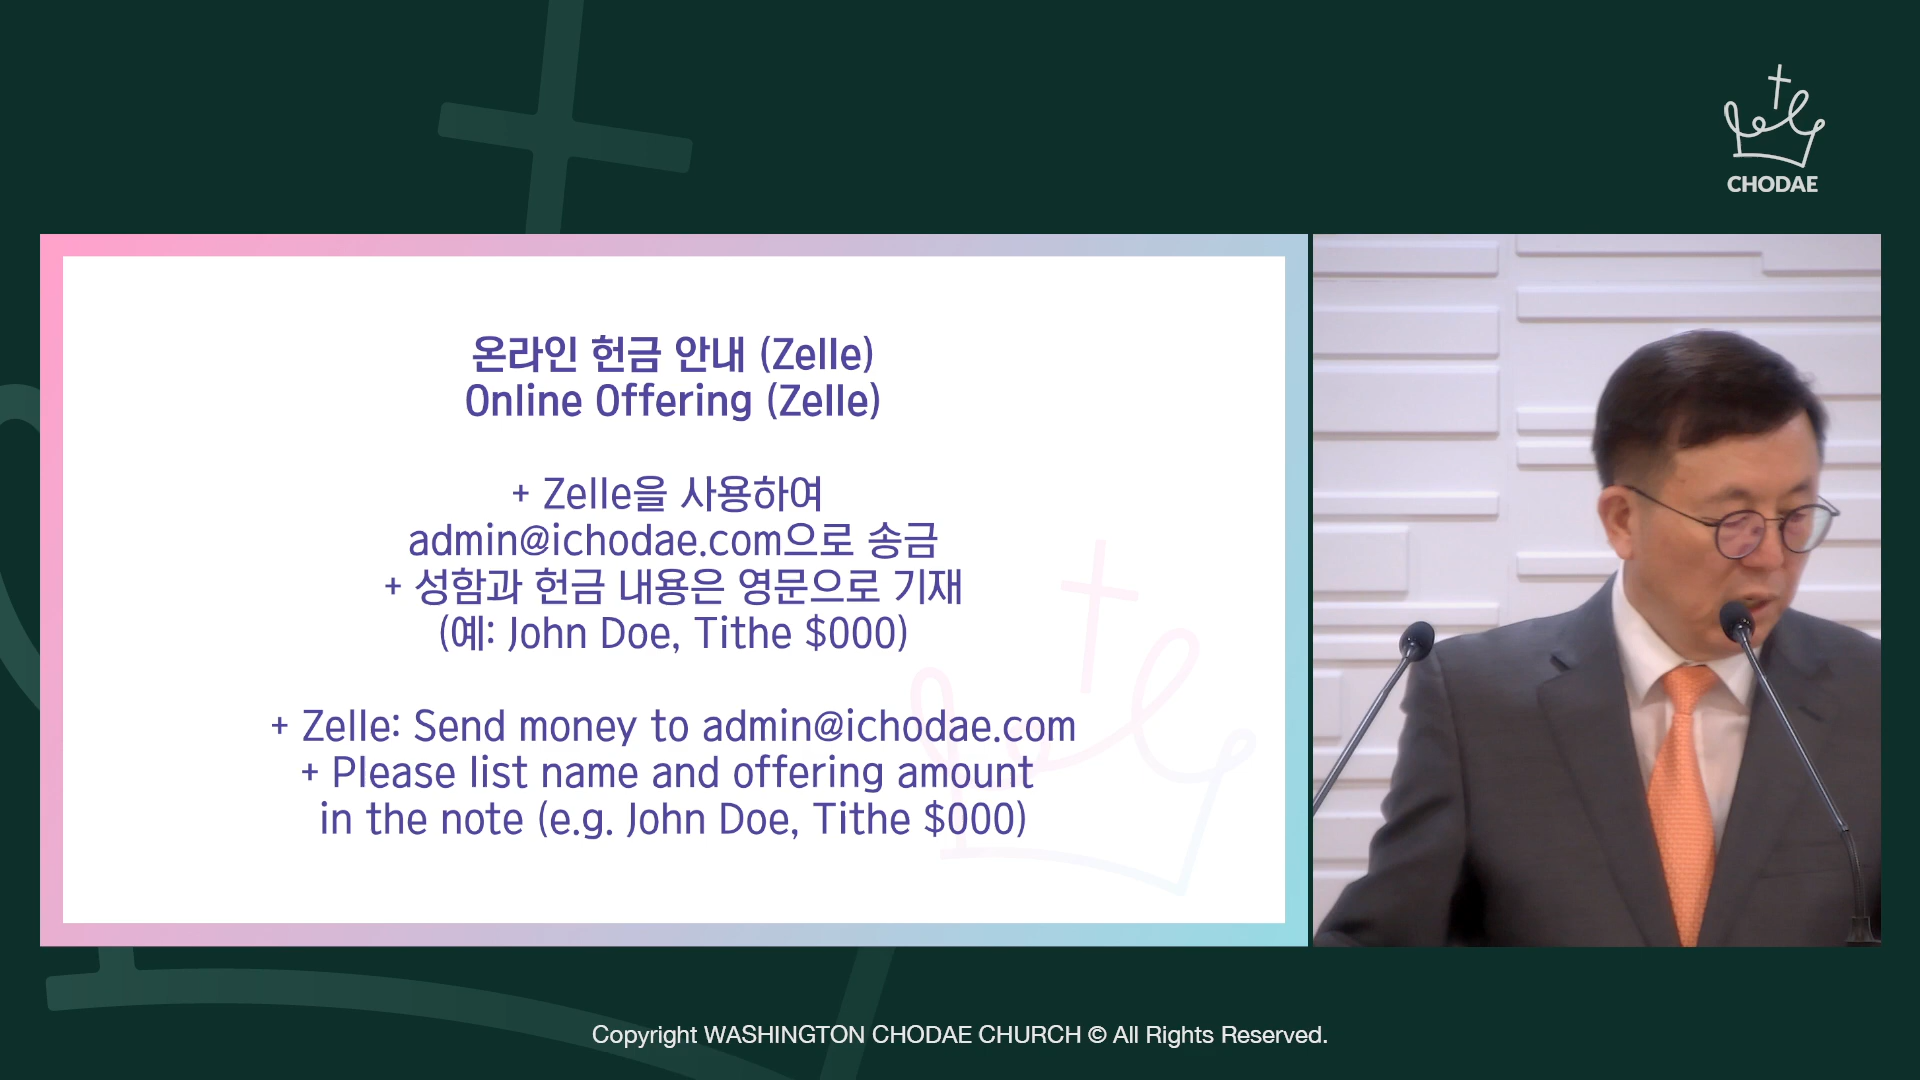 CHODAE
온라인 헌금 안내 (Zelle)
Online Offering (Zelle)
+ Zelle을 사용하여
admin@ichodae.com으로 송금
+ 성함과 헌금 내용은 영문으로 기재
(예: John Doe, Tithe $000)
+ Zelle: Send money to admin@ichodae.com
+ Please list name and offering amount
in the note (e.g. John Doe, Tithe $000)
Copyright WASHINGTON CHODAE CHURCH © All Rights Reserved.